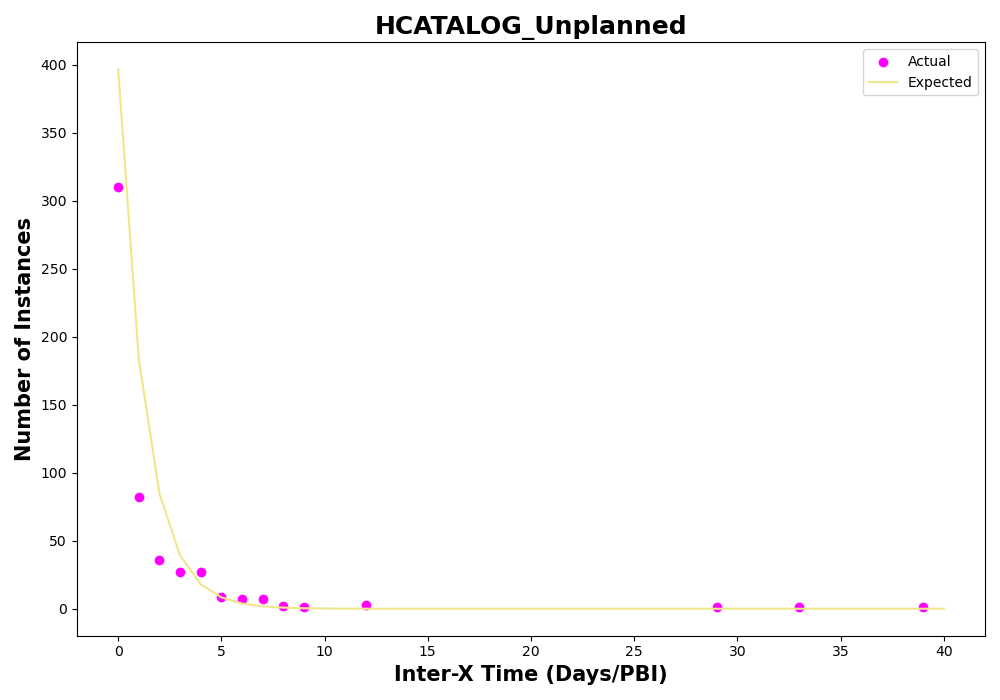 HCATALOG_Unplanned
Actual
Expected
Number of Instances
400
350
300
250
200
150
100
50
0
0 5 10 15 20 25 30 35 40
Inter-X Time (Days/PBI)